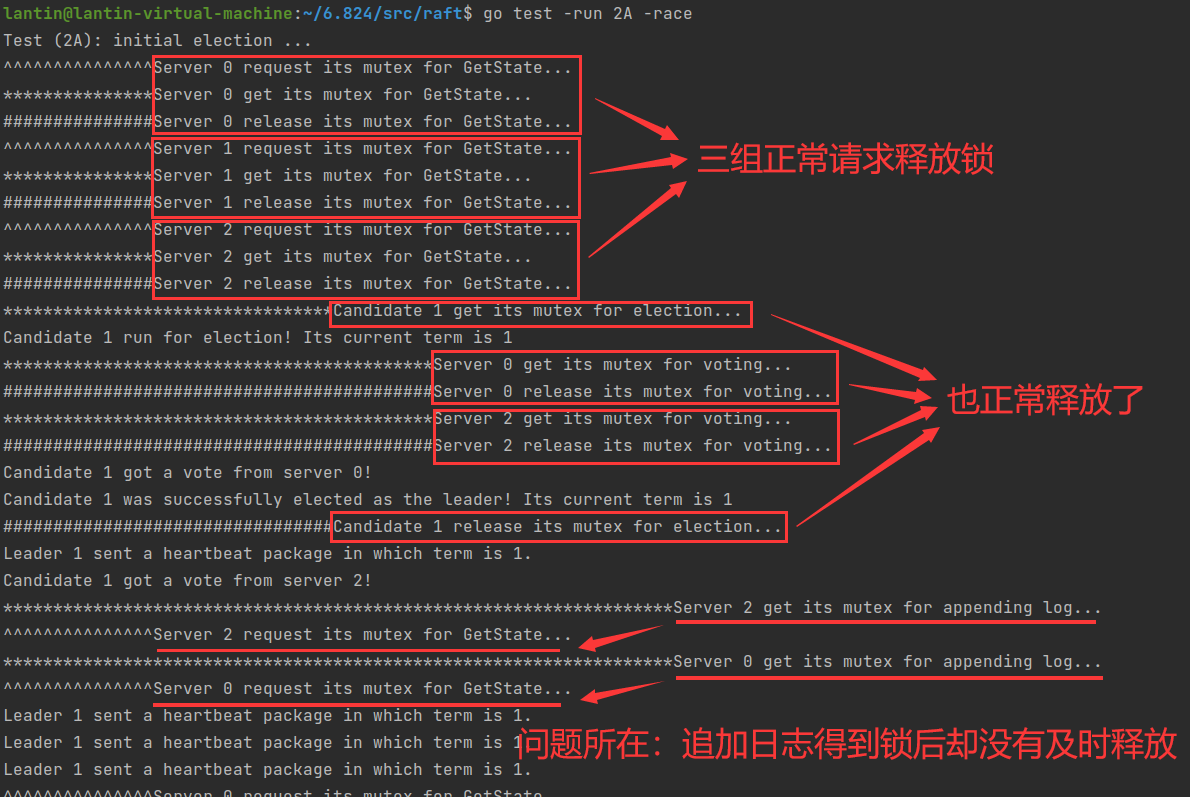 lantin@lantin-virtual-machine:~/6.824/src/raft$ go test -run 2A -race
Test (2A): initial election ...
^^^^^^^^^^^^^^^Server 0 request its mutex for GetState...
***************Server 0 get its mutex for GetState...
###############Server 0 release its mutex for GetState...
^^^^^^^^^^^^^^^Server 1 request its mutex for GetState...
三组正常请求释放锁
***************Server 1 get its mutex for GetState...
###############Server 1 release its mutex for GetState...
^^^^^^^^^^^^^^^Server 2 request its mutex for GetState...
***************Server 2 get its mutex for GetState...
###############Server 2 release its mutex for GetState...
*********************************Candidate 1 get its mutex for election...
Candidate 1 run for election! Its current term is 1
*******************************************Server 0 get its mutex for voting...
###########################################Server 0 release its mutex for voting...
也正常释放了
*******************************************Server 2 get its mutex for voting...
###########################################Server 2 release its mutex for voting...
Candidate 1 got a vote from server 0!
Candidate 1 was successfully elected as the leader! Its current term is 1
#################################Candidate 1 release its mutex for election...
Leader 1 sent a heartbeat package in which term is 1.
Candidate 1 got a vote from server 2!
*******************************************************************Server 2 get its mutex for appending log...
^^^^^^^^^^^^^^^Server 2 request its mutex for GetState...
*******************************************************************Server 0 get its mutex for appending log...
^^^^^^^^^^^^^^^Server 0 request its mutex for GetState...
Leader 1 sent a heartbeat package in which term is 1.
Leader 1 sent a heartbeat package in which term is 1.
问题所在：追加日志得到锁后却没有及时释放
Leader 1 sent a heartbeat package in which term is 1.
^^^^^^^^^^^^^^^Server 0 request its mutex for GetState